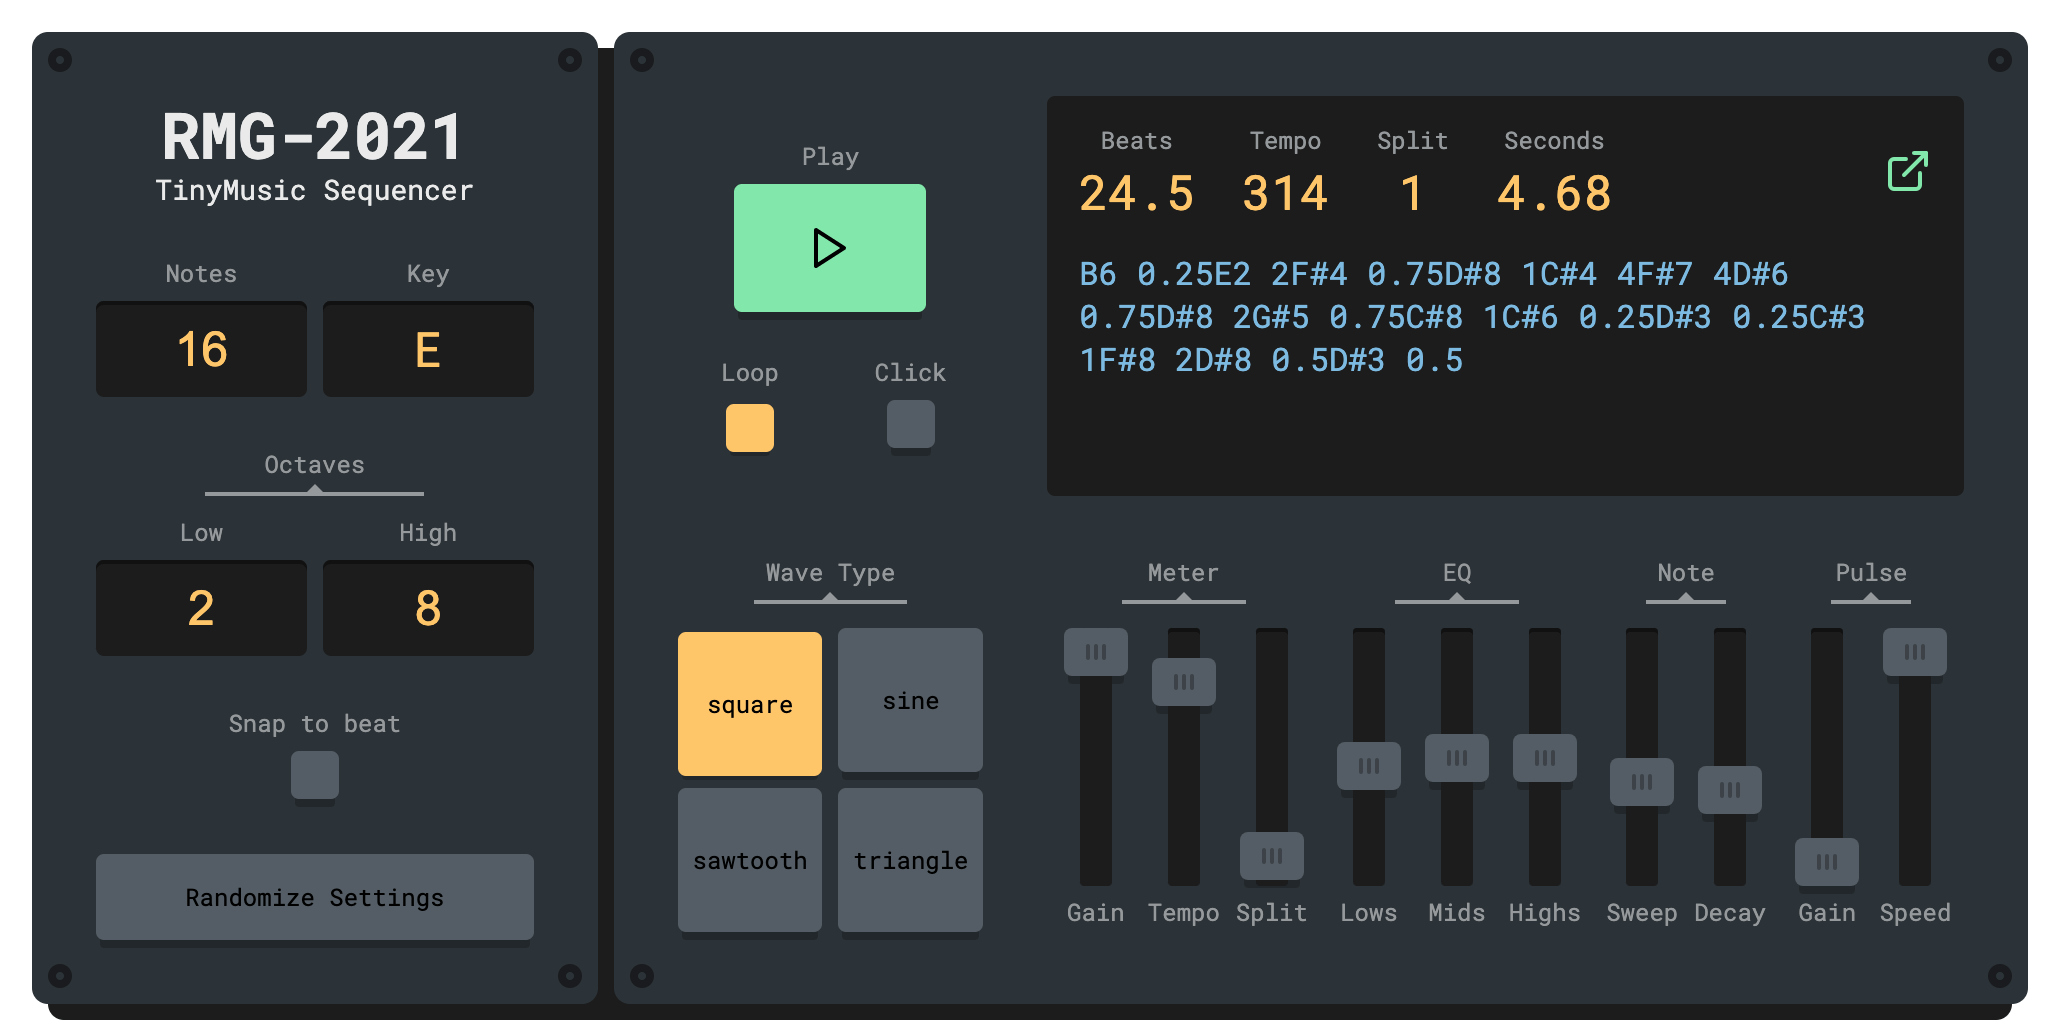 RMG-2021
TinyMusic Sequencer
Notes Key
16 E
Octaves
Low High
2 8
Snap to beat
Randomize Settings
Play
Loop Click
Beats Tempo Split Seconds
24.5 314 1 4.68
B6 0.25E2 2F#4 0.75D#8 1C#4 4F#7 4D#6
0.75D#8 2G#5 0.75C#8 1C#6 0.25D#3 0.25C#3
1F#8 2D#8 0.5D#3 0.5
Wave Type
square sine
sawtooth triangle
Meter EQ Note Pulse
Gain Tempo Split Lows Mids Highs Sweep Decay Gain Speed